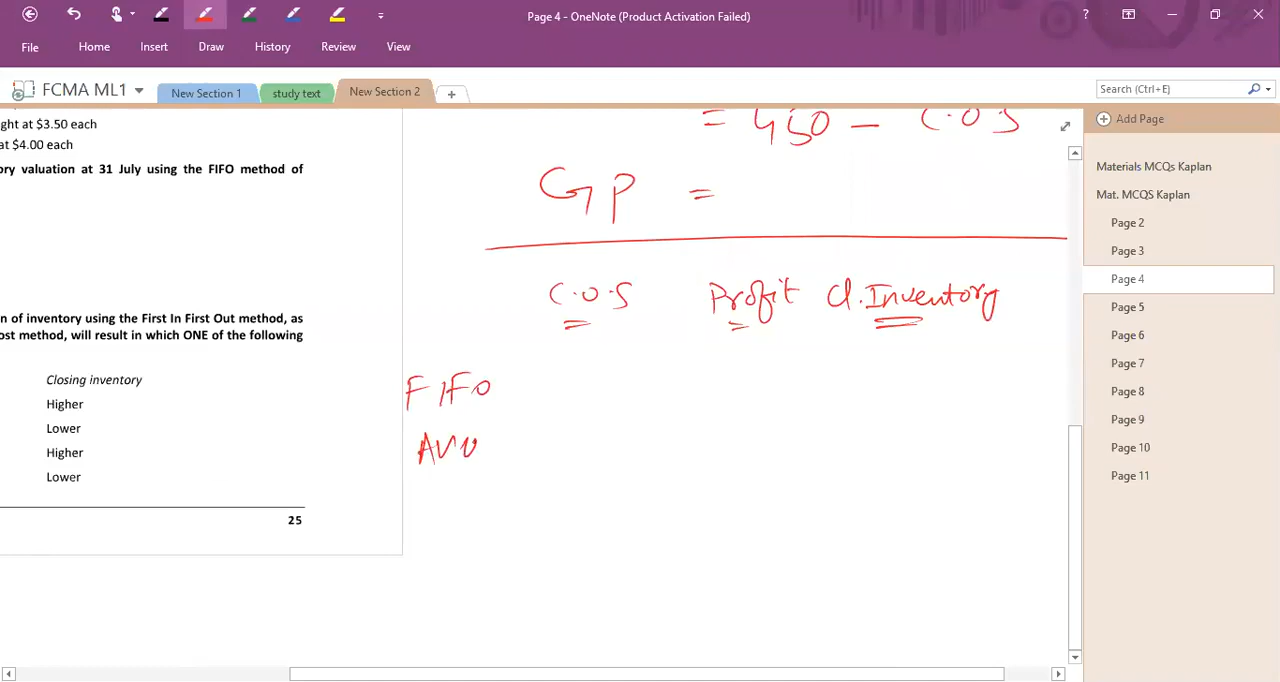 Page 4 - OneNote (Product Activation Failed)
?
File Home Insert Draw History Review View
FCMA ML1 New Section 1 study text New Section 2
Search (Ctrl+E)
Add Page
Materials MCQs Kaplan
Mat. MCQS Kaplan
Page 2
Page 3
Page 4
Page 5
Page 6
Page 7
Page 8
Page 9
Page 10
Page 11
ght at $3.50 each
at $4.00 each
ory valuation at 31 July using the FIFO method of
n of inventory using the First In First Out method, as
ost method, will result in which ONE of the following
Closing inventory
Higher
Lower
Higher
Lower
25
= 450 - C.O.S
GP =
C.O.S Profit Cl.Inventory
FIFO